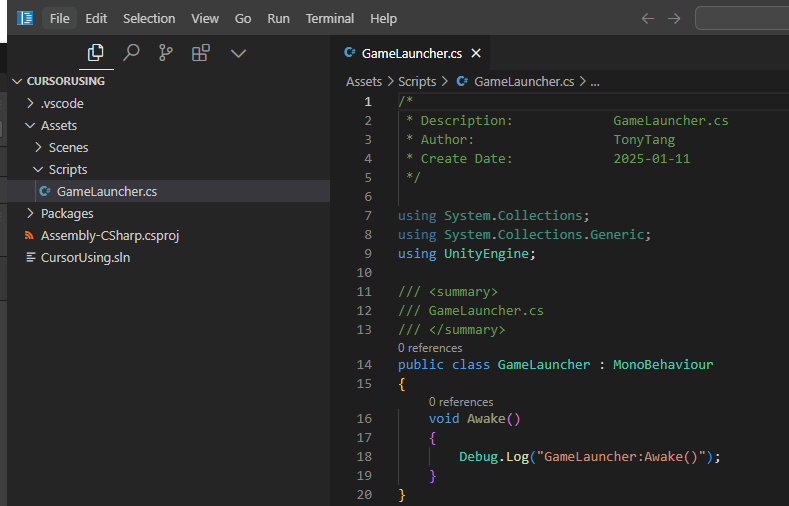 File Edit Selection View Go Run Terminal Help
CURSORUSING
.vscode
Assets
Scenes
Scripts
GameLauncher.cs
Packages
Assembly-CSharp.csproj
CursorUsing.sln
GameLauncher.cs
Assets > Scripts > GameLauncher.cs > ...
1 /*
2  * Description:             GameLauncher.cs
3  * Author:                  TonyTang
4  * Create Date:             2025-01-11
5  */
6
7 using System.Collections;
8 using System.Collections.Generic;
9 using UnityEngine;
10
11 /// <summary>
12 /// GameLauncher.cs
13 /// </summary>
0 references
14 public class GameLauncher : MonoBehaviour
15 {
0 references
16     void Awake()
17     {
18         Debug.Log("GameLauncher:Awake()");
19     }
20 }